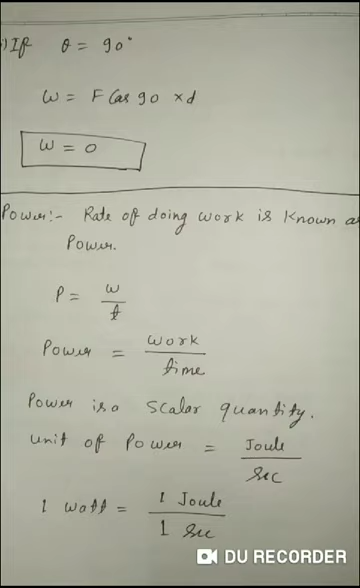 i) If θ = 90°
W = F Cos 90 × d
W = 0
Power:- Rate of doing work is known as
Power.
P = W/t
Power = work/time
Power is a scalar quantity.
Unit of Power = Joule/Sec
1 watt = 1 Joule/1 Sec
DU RECORDER